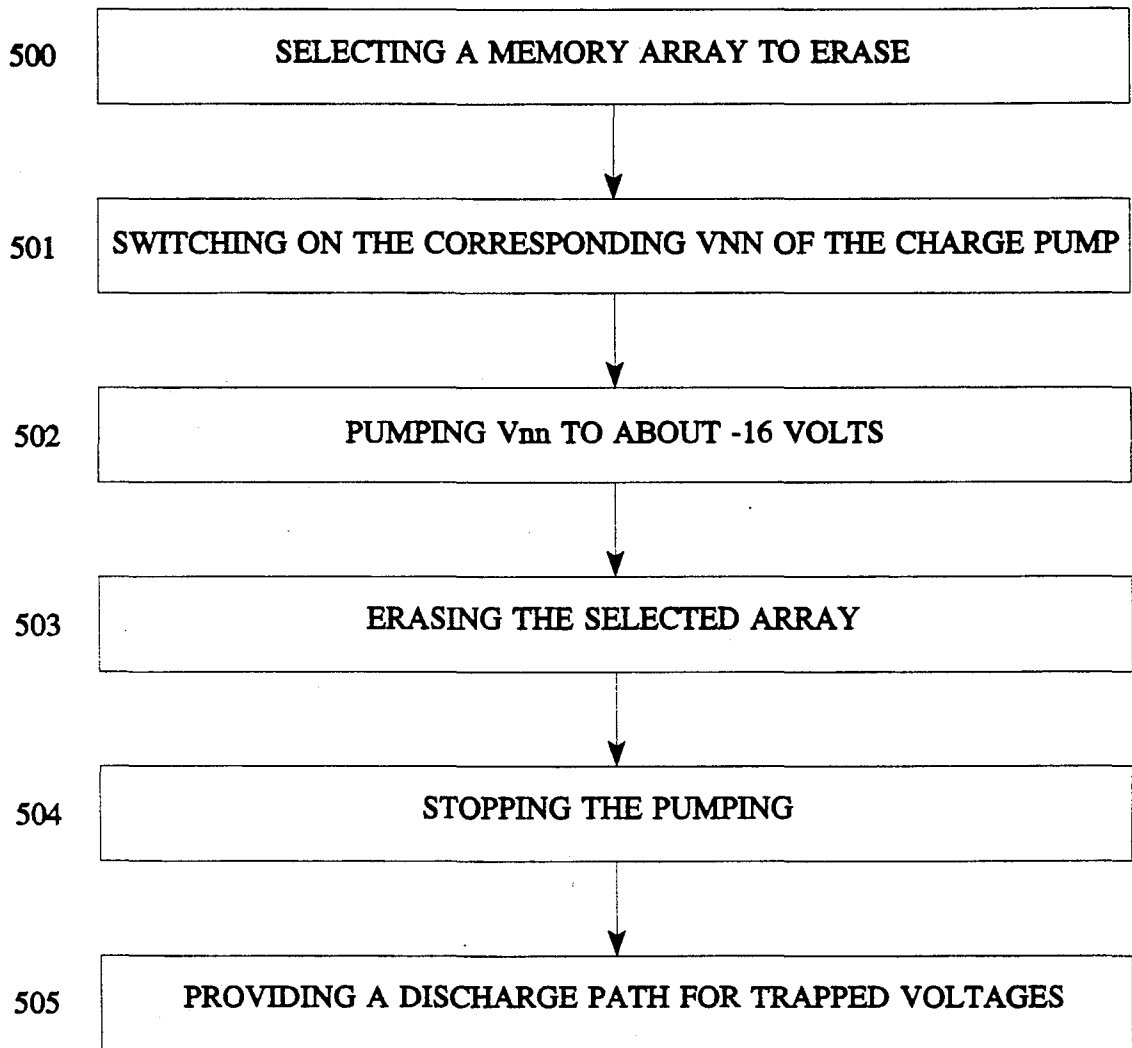 500 SELECTING A MEMORY ARRAY TO ERASE
501 SWITCHING ON THE CORRESPONDING VNN OF THE CHARGE PUMP
502 PUMPING Vnn TO ABOUT -16 VOLTS
503 ERASING THE SELECTED ARRAY
504 STOPPING THE PUMPING
505 PROVIDING A DISCHARGE PATH FOR TRAPPED VOLTAGES